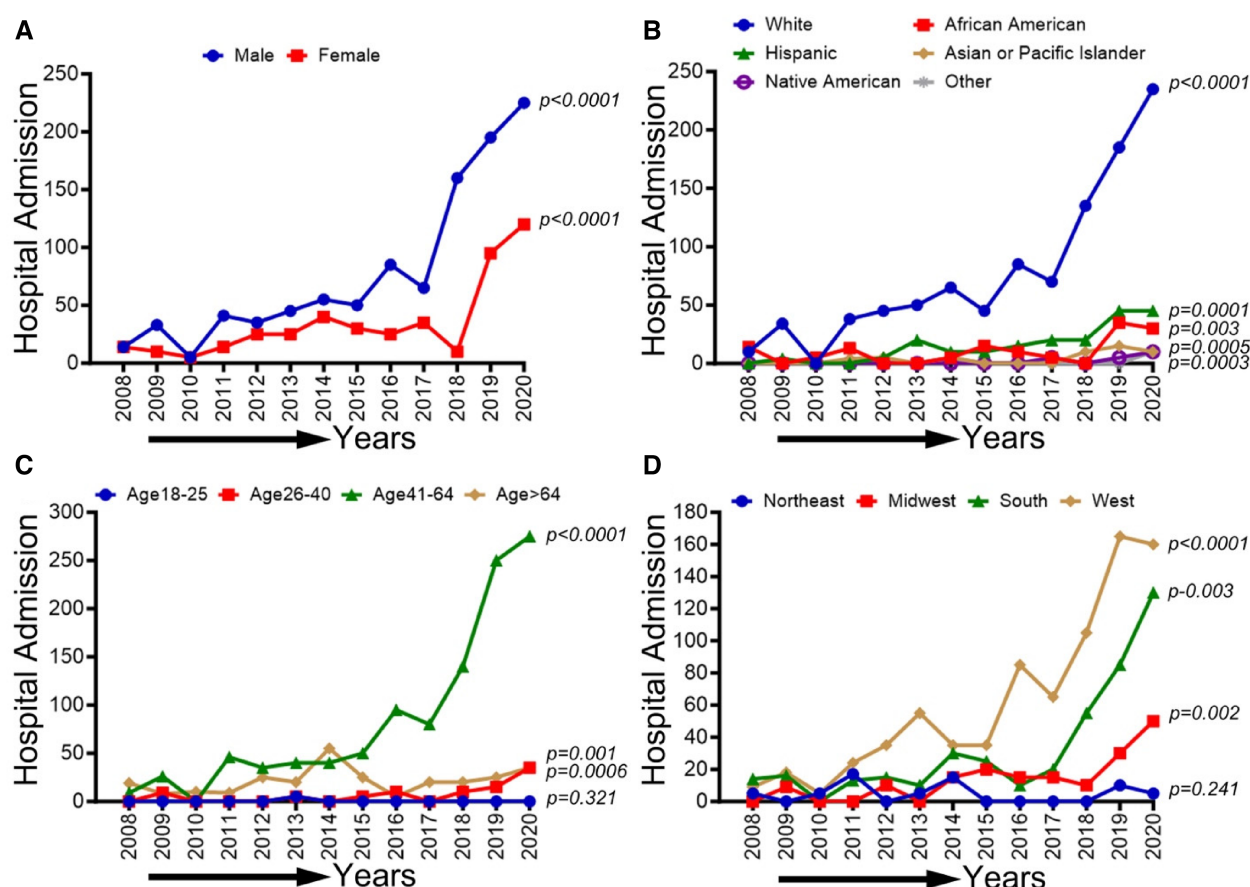 A
Male Female
Hospital Admission
250
200
150
100
50
0
p<0.0001
p<0.0001
2008 2009 2010 2011 2012 2013 2014 2015 2016 2017 2018 2019 2020
Years
B
White African American
Hispanic Asian or Pacific Islander
Native American Other
Hospital Admission
250
200
150
100
50
0
p<0.0001
p=0.0001
p=0.003
p=0.0005
p=0.0003
2008 2009 2010 2011 2012 2013 2014 2015 2016 2017 2018 2019 2020
Years
C
Age18-25 Age26-40 Age41-64 Age>64
Hospital Admission
300
250
200
150
100
50
0
p<0.0001
p=0.001
p=0.0006
p=0.321
2008 2009 2010 2011 2012 2013 2014 2015 2016 2017 2018 2019 2020
Years
D
Northeast Midwest South West
Hospital Admission
180
160
140
120
100
80
60
40
20
0
p<0.0001
p-0.003
p=0.002
p=0.241
2008 2009 2010 2011 2012 2013 2014 2015 2016 2017 2018 2019 2020
Years